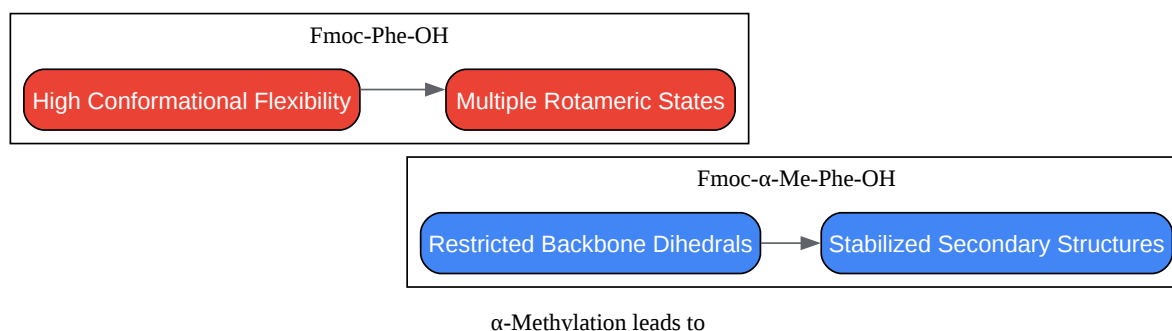 Fmoc-Phe-OH
High Conformational Flexibility
Multiple Rotameric States
Fmoc-α-Me-Phe-OH
Restricted Backbone Dihedrals
Stabilized Secondary Structures
α-Methylation leads to